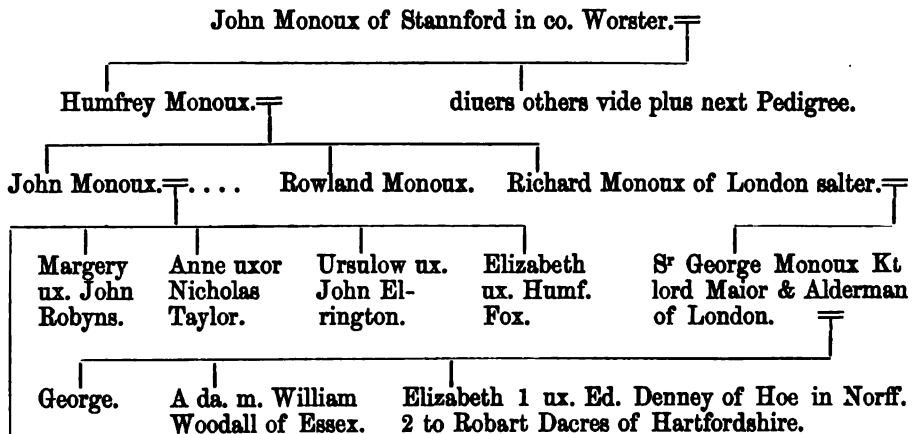 John Monoux of Stannford in co. Worster.
Humfrey Monoux. diuers others vide plus next Pedigree.
John Monoux. .... Rowland Monoux. Richard Monoux of London salter.
Margery Anne uxor Ursulow ux. Elizabeth Sr George Monoux Kt
ux. John Nicholas John El- ux. Humf. lord Maior & Alderman
Robyns. Taylor. rington. Fox. of London.
George. A da. m. William Elizabeth 1 ux. Ed. Denney of Hoe in Norff.
Woodall of Essex. 2 to Robart Dacres of Hartfordshire.